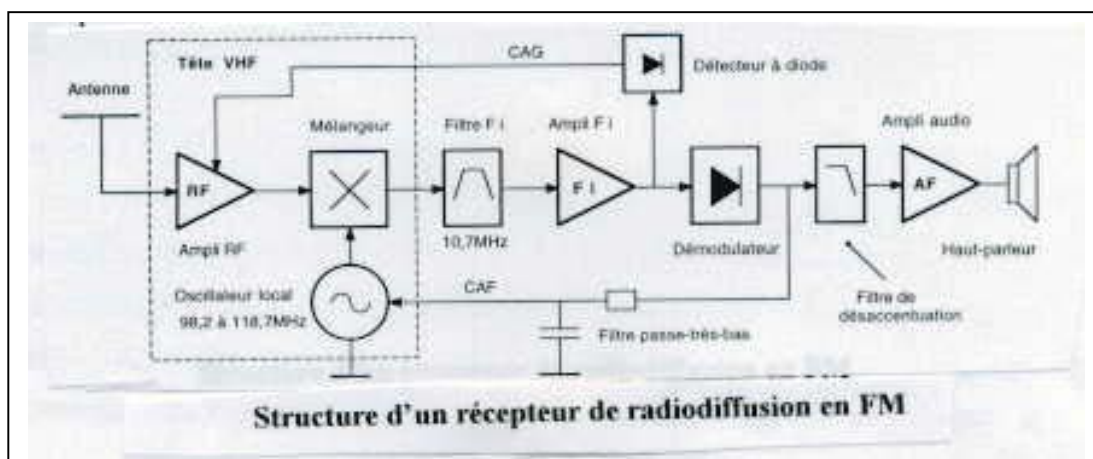 CAG
Tête VHF
Détecteur à diode
Antenne
Mélangeur
Filtre F i
Ampli F i
Ampli audio
RF
F I
AF
Ampli RF
10,7MHz
Démodulateur
Haut-parleur
Oscillateur local
98,2 à 118,7MHz
CAF
Filtre de
désaccentuation
Filtre passe-très-bas
Structure d'un récepteur de radiodiffusion en FM